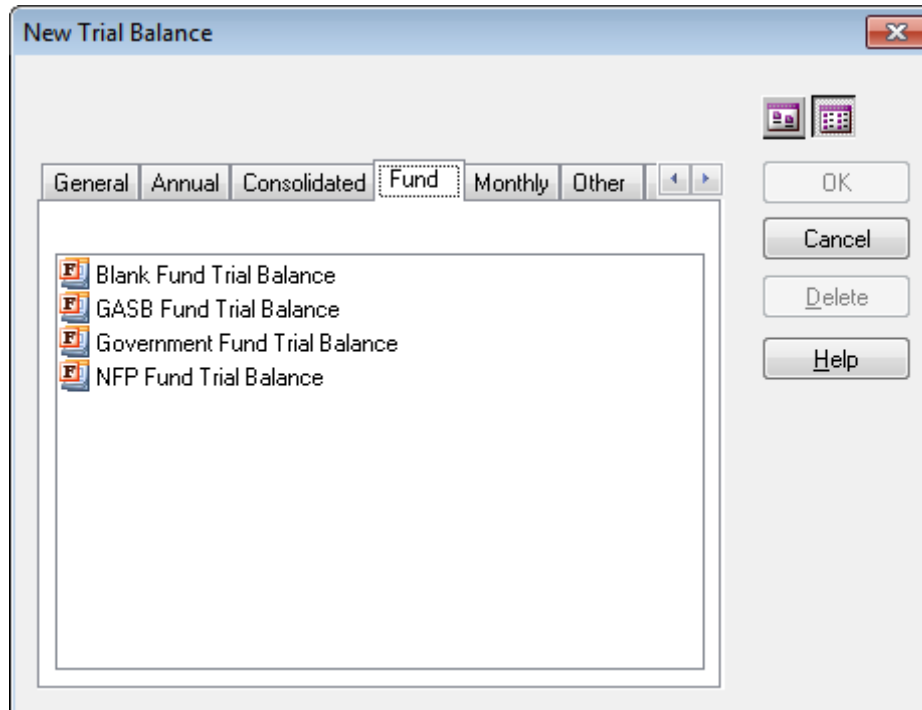 New Trial Balance
General Annual Consolidated Fund Monthly Other
OK
Cancel
Delete
Help
Blank Fund Trial Balance
GASB Fund Trial Balance
Government Fund Trial Balance
NFP Fund Trial Balance